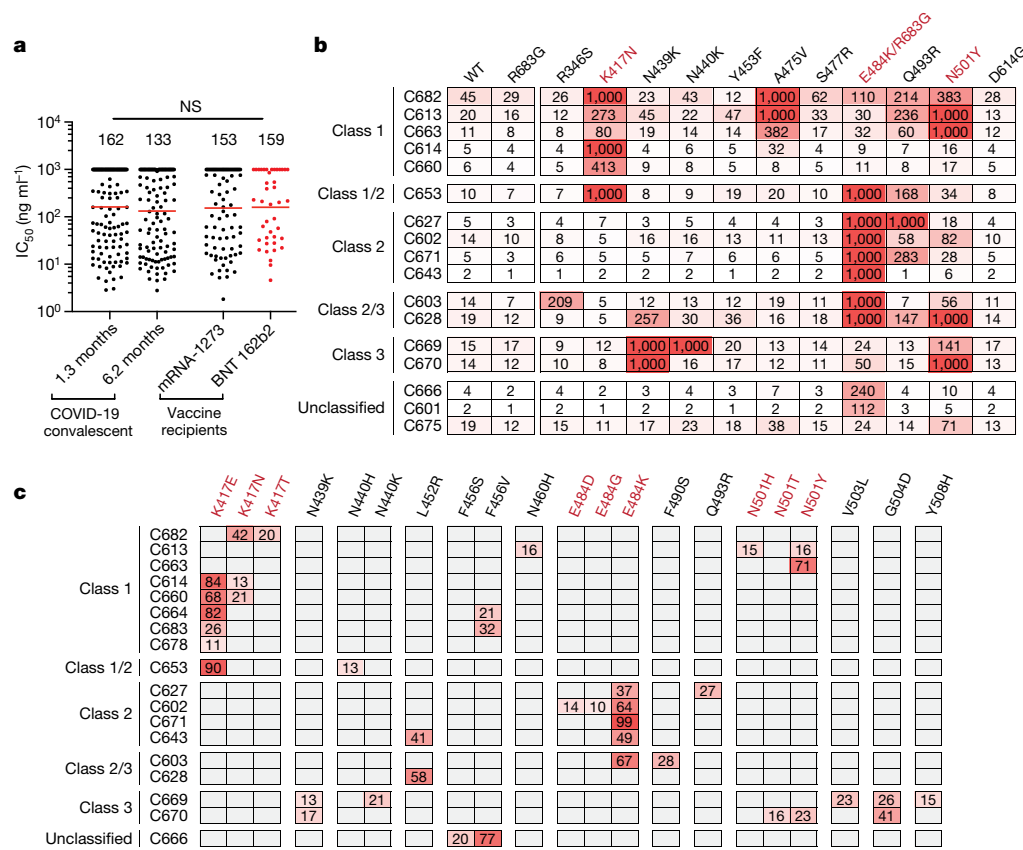 a
NS
162 133 153 159
IC50 (ng ml–1)
10⁴
10³
10²
10¹
10⁰
1.3 months
6.2 months
mRNA-1273
BNT 162b2
COVID-19 convalescent
Vaccine recipients
b
WT R683G R346S K417N N439K N440K Y453F A475V S477R E484K/R683G Q493R N501Y D614G
Class 1
C682 45 29 26 1,000 23 43 12 1,000 62 110 214 383 28
C613 20 16 12 273 45 22 47 1,000 33 30 236 1,000 13
C663 11 8 8 80 19 14 14 382 17 32 60 1,000 12
C614 5 4 4 1,000 6 4 5 32 4 9 7 16 4
C660 6 4 5 413 9 8 5 8 5 11 8 17 5
Class 1/2
C653 10 7 7 1,000 8 9 19 20 10 1,000 168 34 8
Class 2
C627 5 3 4 7 3 5 4 4 3 1,000 1,000 18 4
C602 14 10 8 5 16 16 13 11 13 1,000 58 82 10
C671 5 3 6 5 5 7 6 6 5 1,000 283 28 5
C643 2 1 1 1 2 2 1 2 2 1,000 1 6 2
Class 2/3
C603 14 7 209 5 12 13 12 19 11 1,000 7 56 11
C628 19 12 9 5 257 30 36 16 18 1,000 147 1,000 14
Class 3
C669 15 17 9 12 1,000 1,000 20 13 14 24 13 141 17
C670 14 12 10 8 1,000 16 17 12 11 50 15 1,000 13
Unclassified
C666 4 2 4 2 3 4 3 7 3 240 4 10 4
C601 2 1 2 1 2 2 1 2 2 112 3 5 2
C675 19 12 15 11 17 23 18 38 15 24 14 71 13
c
K417E K417N K417T N439K N440H N440K L452R F456S F456V N460H E484D E484G E484K F490S Q493R N501H N501T N501Y V503L G504D Y508H
Class 1
C682 42 20
C613 16 15 16
C663 71
C614 84 13
C660 68 21
C664 82 21
C683 26 32
C678 11
Class 1/2
C653 90 13
Class 2
C627 37 27
C602 14 10 64
C671 99
C643 41 49
Class 2/3
C603 67 28
C628 58
Class 3
C669 13 21 23 26 15
C670 17 16 23 41
Unclassified
C666 20 77